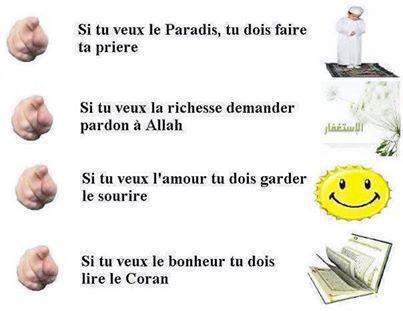 Si tu veux le Paradis, tu dois faire
ta priere
Si tu veux la richesse demander
pardon à Allah
الإستغفار
Si tu veux l'amour tu dois garder
le sourire
Si tu veux le bonheur tu dois
lire le Coran